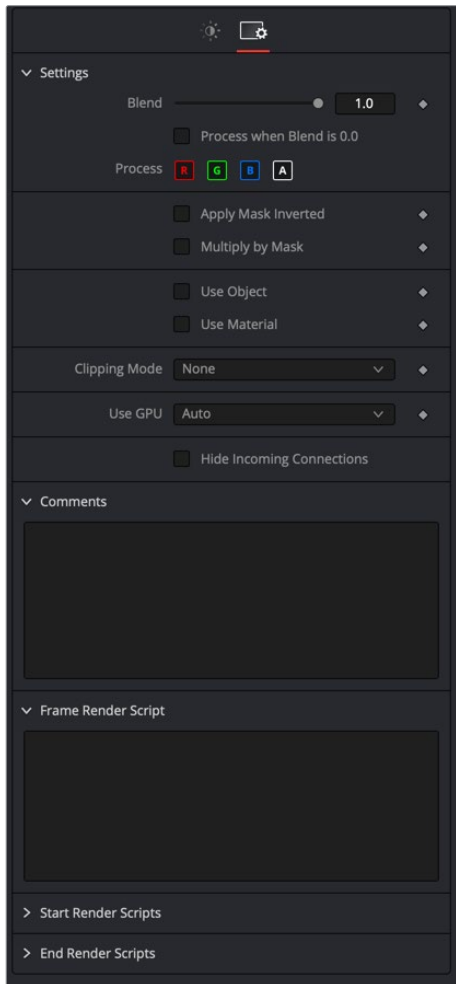 Settings
Blend 1.0
Process when Blend is 0.0
Process R G B A
Apply Mask Inverted
Multiply by Mask
Use Object
Use Material
Clipping Mode None
Use GPU Auto
Hide Incoming Connections
Comments
Frame Render Script
Start Render Scripts
End Render Scripts